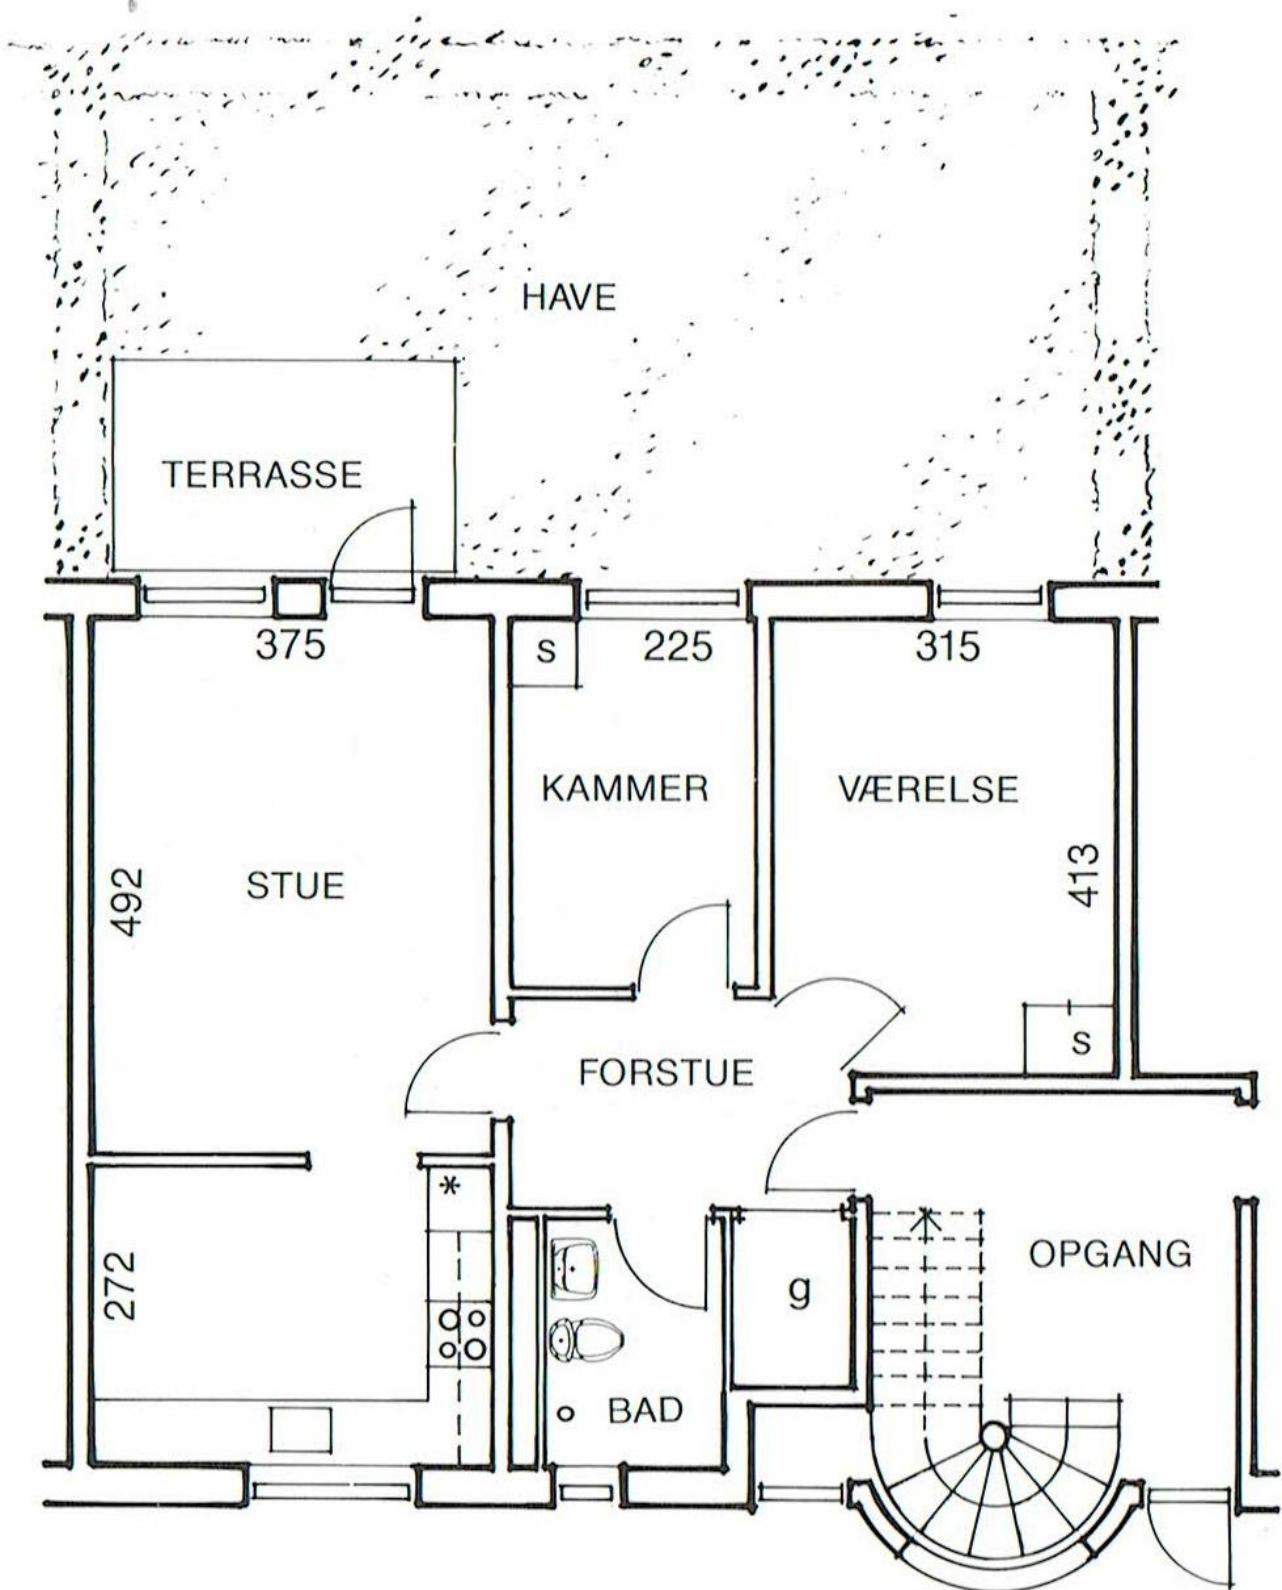 HAVE
TERRASSE
375
s
225
315
KAMMER
VÆRELSE
492
STUE
413
s
FORSTUE
*
272
g
OPGANG
BAD